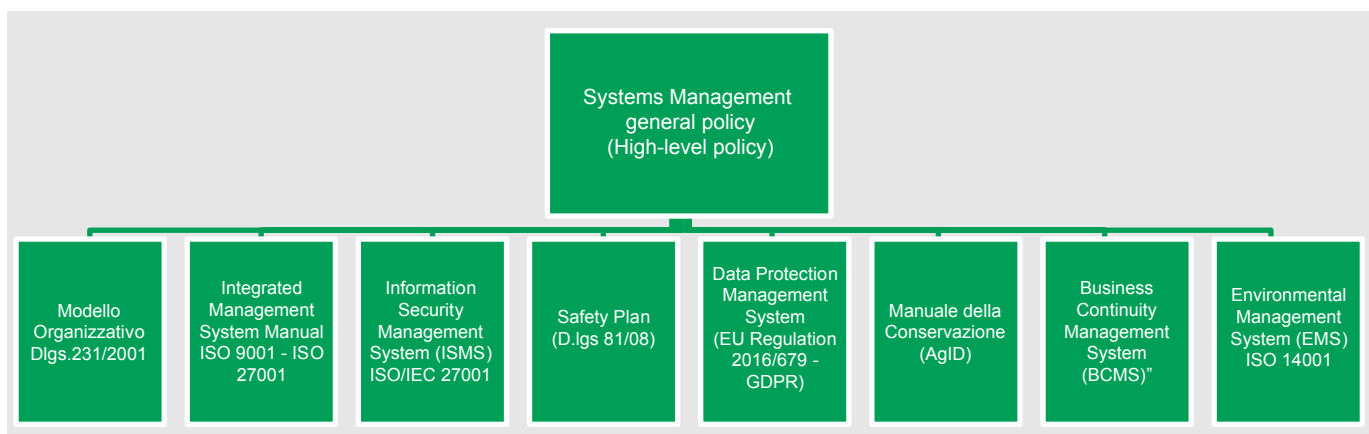 Systems Management
general policy
(High-level policy)
Modello
Organizzativo
Dlgs.231/2001
Integrated
Management
System Manual
ISO 9001 - ISO
27001
Information
Security
Management
System (ISMS)
ISO/IEC 27001
Safety Plan
(D.lgs 81/08)
Data Protection
Management
System
(EU Regulation
2016/679 -
GDPR)
Manuale della
Conservazione
(AgID)
Business
Continuity
Management
System
(BCMS)”
Environmental
Management
System (EMS)
ISO 14001